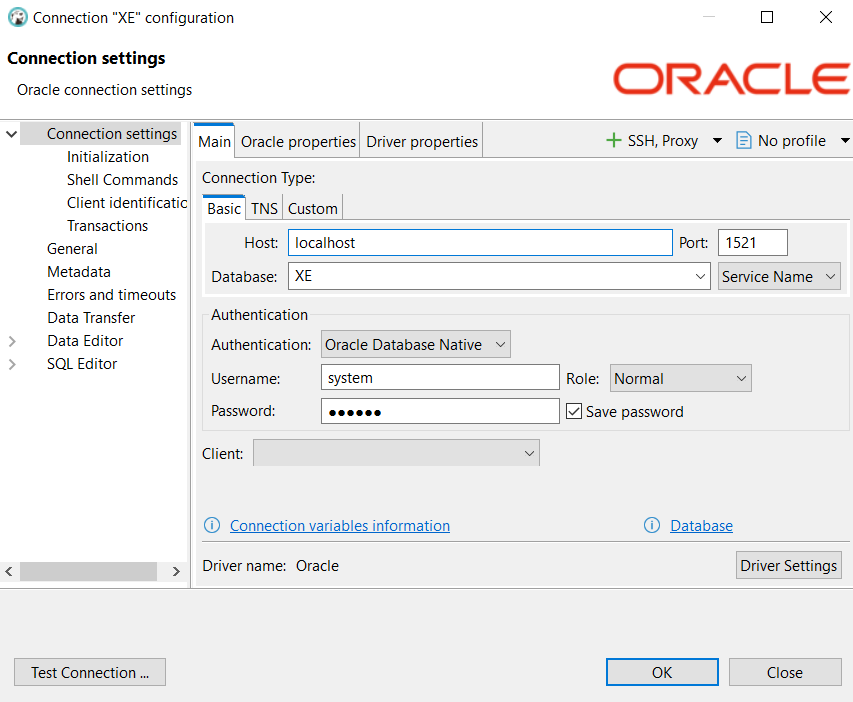 Connection "XE" configuration
Connection settings
Oracle connection settings
ORACLE
Connection settings
Initialization
Shell Commands
Client identificatio
Transactions
General
Metadata
Errors and timeouts
Data Transfer
Data Editor
SQL Editor
Main Oracle properties Driver properties SSH, Proxy No profile
Connection Type:
Basic TNS Custom
Host: localhost Port: 1521
Database: XE Service Name
Authentication
Authentication: Oracle Database Native
Username: system Role: Normal
Password: ●●●●●● Save password
Client:
Connection variables information Database
Driver name: Oracle Driver Settings
Test Connection ... OK Close